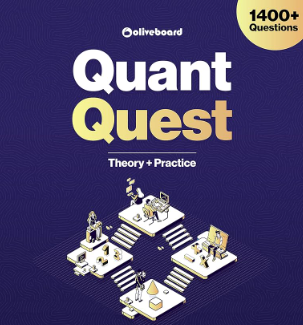 oliveboard
1400+
Questions
Quant
Quest
Theory + Practice